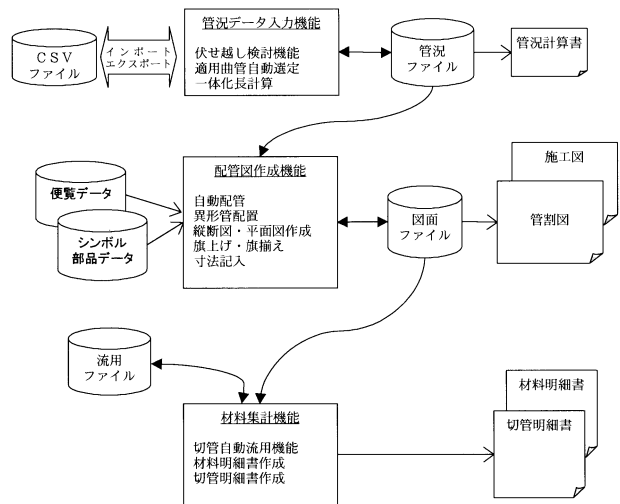 ＣＳＶ
ファイル
インポート
エクスポート
管況データ入力機能
伏せ越し検討機能
適用曲管自動選定
一体化長計算
管況
ファイル
管況計算書
便覧データ
シンボル
部品データ
配管図作成機能
自動配管
異形管配置
縦断図・平面図作成
旗上げ・旗揃え
寸法記入
図面
ファイル
施工図
管割図
流用
ファイル
材料集計機能
切管自動流用機能
材料明細書作成
切管明細書作成
材料明細書
切管明細書